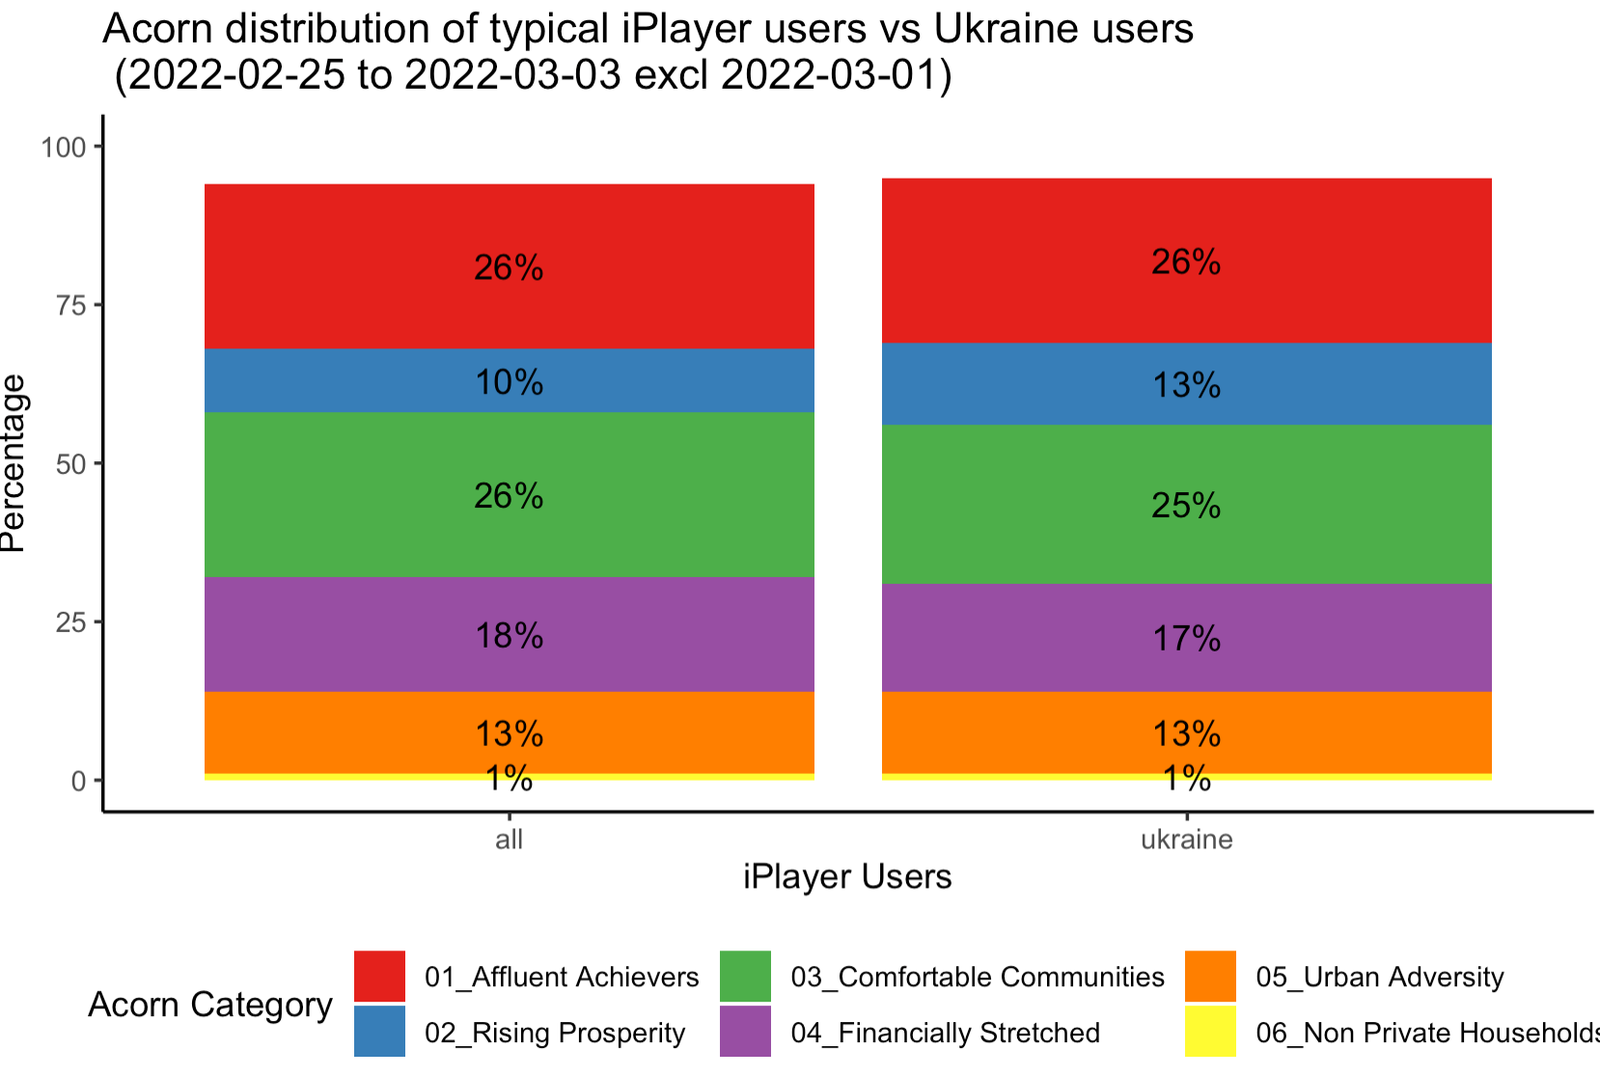 Acorn distribution of typical iPlayer users vs Ukraine users
(2022-02-25 to 2022-03-03 excl 2022-03-01)
100
75
50
25
0
Percentage
26%
10%
26%
18%
13%
1%
26%
13%
25%
17%
13%
1%
all
ukraine
iPlayer Users
Acorn Category
01_Affluent Achievers
02_Rising Prosperity
03_Comfortable Communities
04_Financially Stretched
05_Urban Adversity
06_Non Private Households